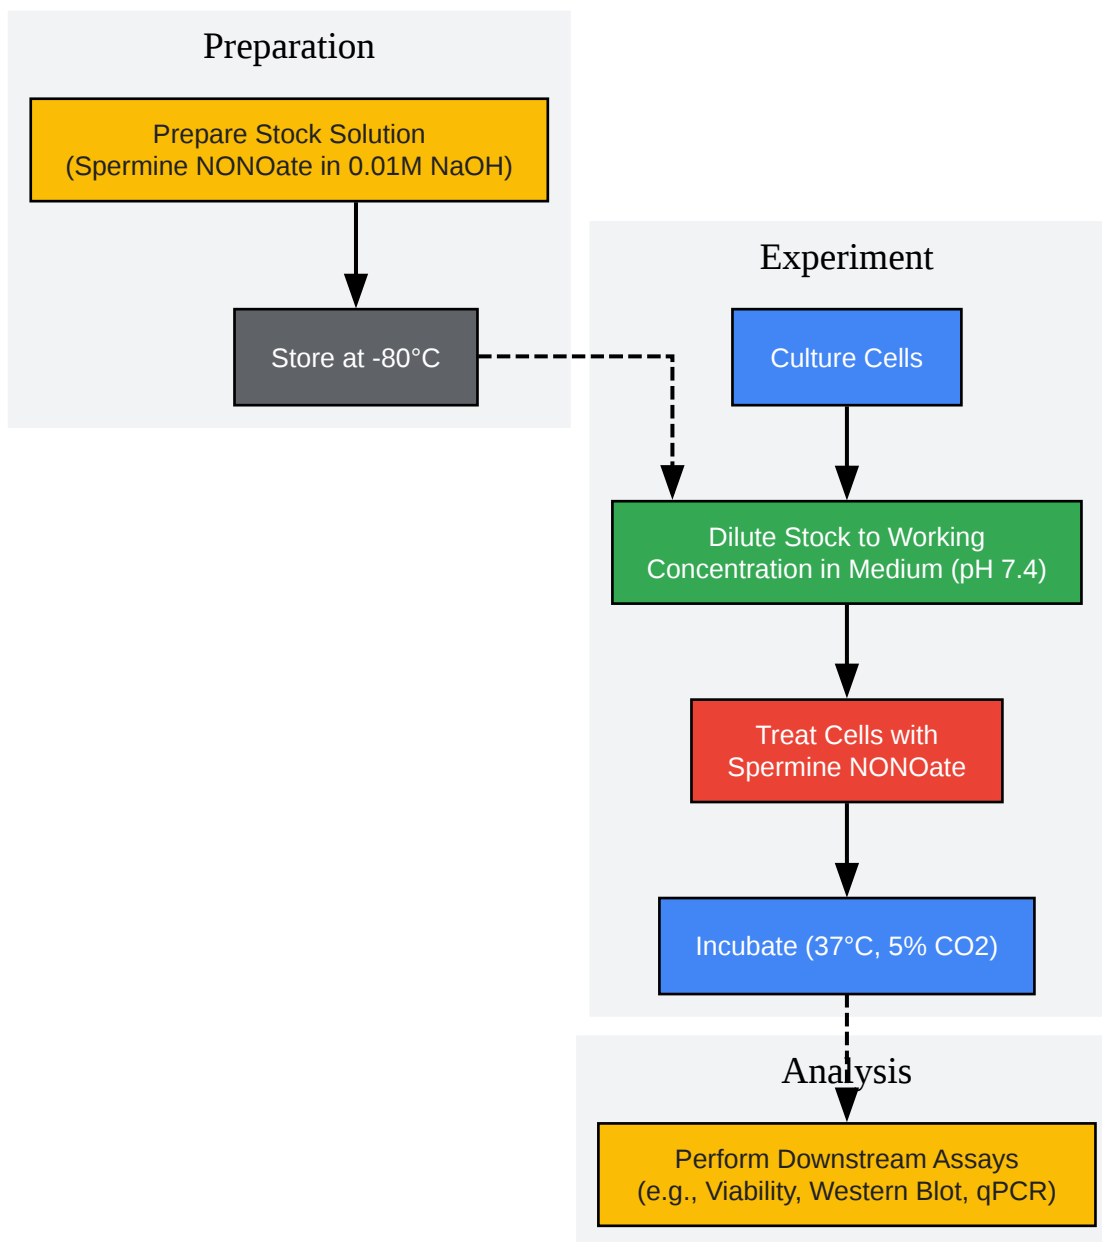 Preparation
Prepare Stock Solution
(Spermine NONOate in 0.01M NaOH)
Store at -80°C
Experiment
Culture Cells
Dilute Stock to Working
Concentration in Medium (pH 7.4)
Treat Cells with
Spermine NONOate
Incubate (37°C, 5% CO2)
Analysis
Perform Downstream Assays
(e.g., Viability, Western Blot, qPCR)